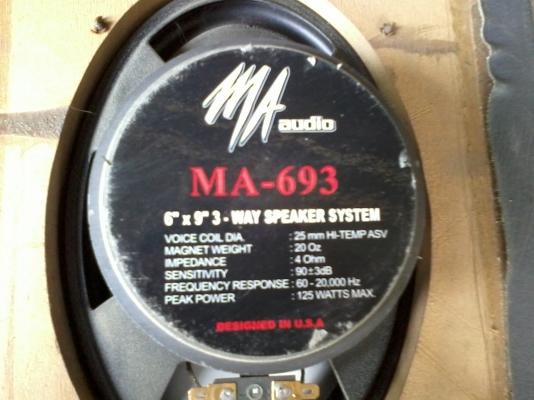 MA audio
MA-693
6" x 9" 3 - WAY SPEAKER SYSTEM
VOICE COIL DIA. : 25 mm HI-TEMP ASV
MAGNET WEIGHT : 20 Oz
IMPEDANCE : 4 Ohm
SENSITIVITY : 90±3dB
FREQUENCY RESPONSE : 60 - 20,000 Hz
PEAK POWER : 125 WATTS MAX.
DESIGNED IN U.S.A